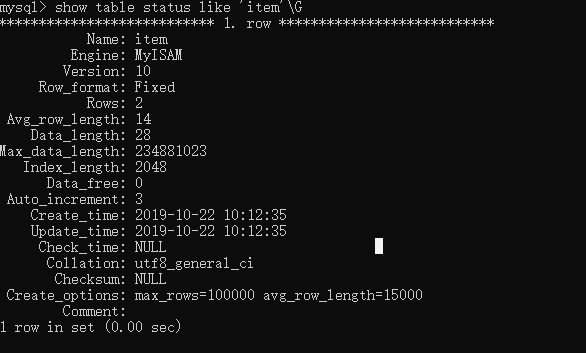 mysql> show table status like 'item'\G
*************************** 1. row ***************************
Name: item
Engine: MyISAM
Version: 10
Row_format: Fixed
Rows: 2
Avg_row_length: 14
Data_length: 28
Max_data_length: 234881023
Index_length: 2048
Data_free: 0
Auto_increment: 3
Create_time: 2019-10-22 10:12:35
Update_time: 2019-10-22 10:12:35
Check_time: NULL
Collation: utf8_general_ci
Checksum: NULL
Create_options: max_rows=100000 avg_row_length=15000
Comment:
1 row in set (0.00 sec)